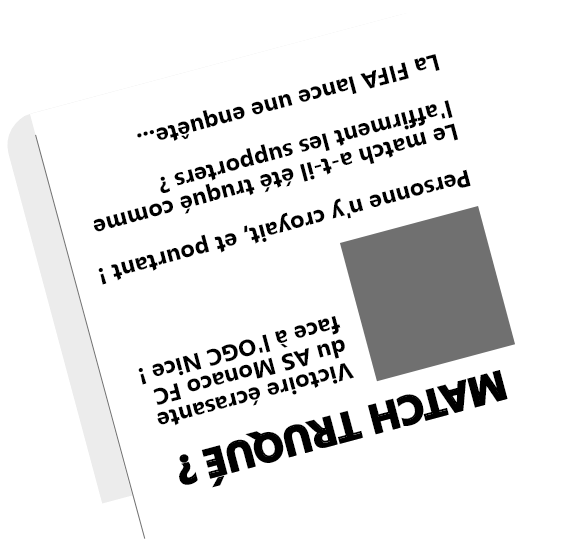 MATCH TRUQUÉ ?
Victoire écrasante
du AS Monaco FC
face à l'OGC Nice !
Personne n'y croyait, et pourtant !
Le match a-t-il été truqué comme
l'affirment les supporters ?
La FIFA lance une enquête...